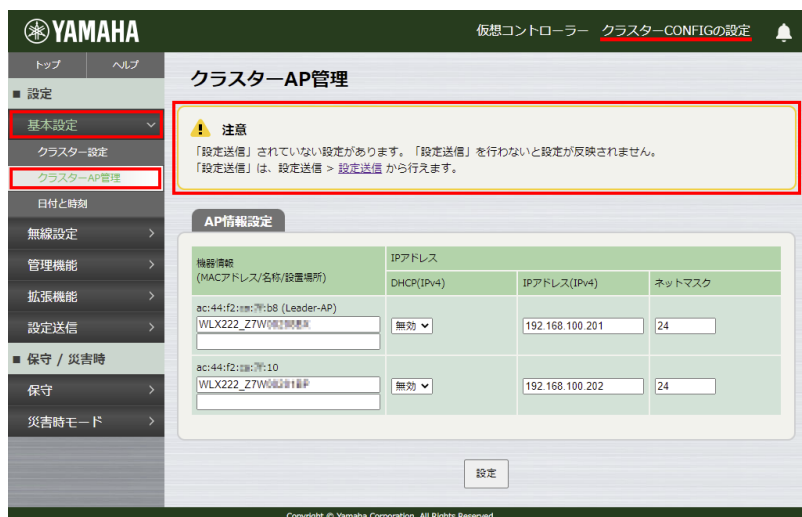 YAMAHA
仮想コントローラー クラスターCONFIGの設定
トップ ヘルプ
■ 設定
基本設定
クラスター設定
クラスターAP管理
日付と時刻
無線設定
管理機能
拡張機能
設定送信
■ 保守 / 災害時
保守
災害時モード
クラスターAP管理
注意
「設定送信」されていない設定があります。「設定送信」を行わないと設定が反映されません。
「設定送信」は、設定送信 > 設定送信 から行えます。
AP情報設定
機器情報
(MACアドレス/名称/設置場所)
IPアドレス
DHCP(IPv4) IPアドレス(IPv4) ネットマスク
ac:44:f2: :b8 (Leader-AP)
WLX222_Z7W
無効 192.168.100.201 24
ac:44:f2: :10
WLX222_Z7W
無効 192.168.100.202 24
設定
Copyright © Yamaha Corporation. All Rights Reserved.